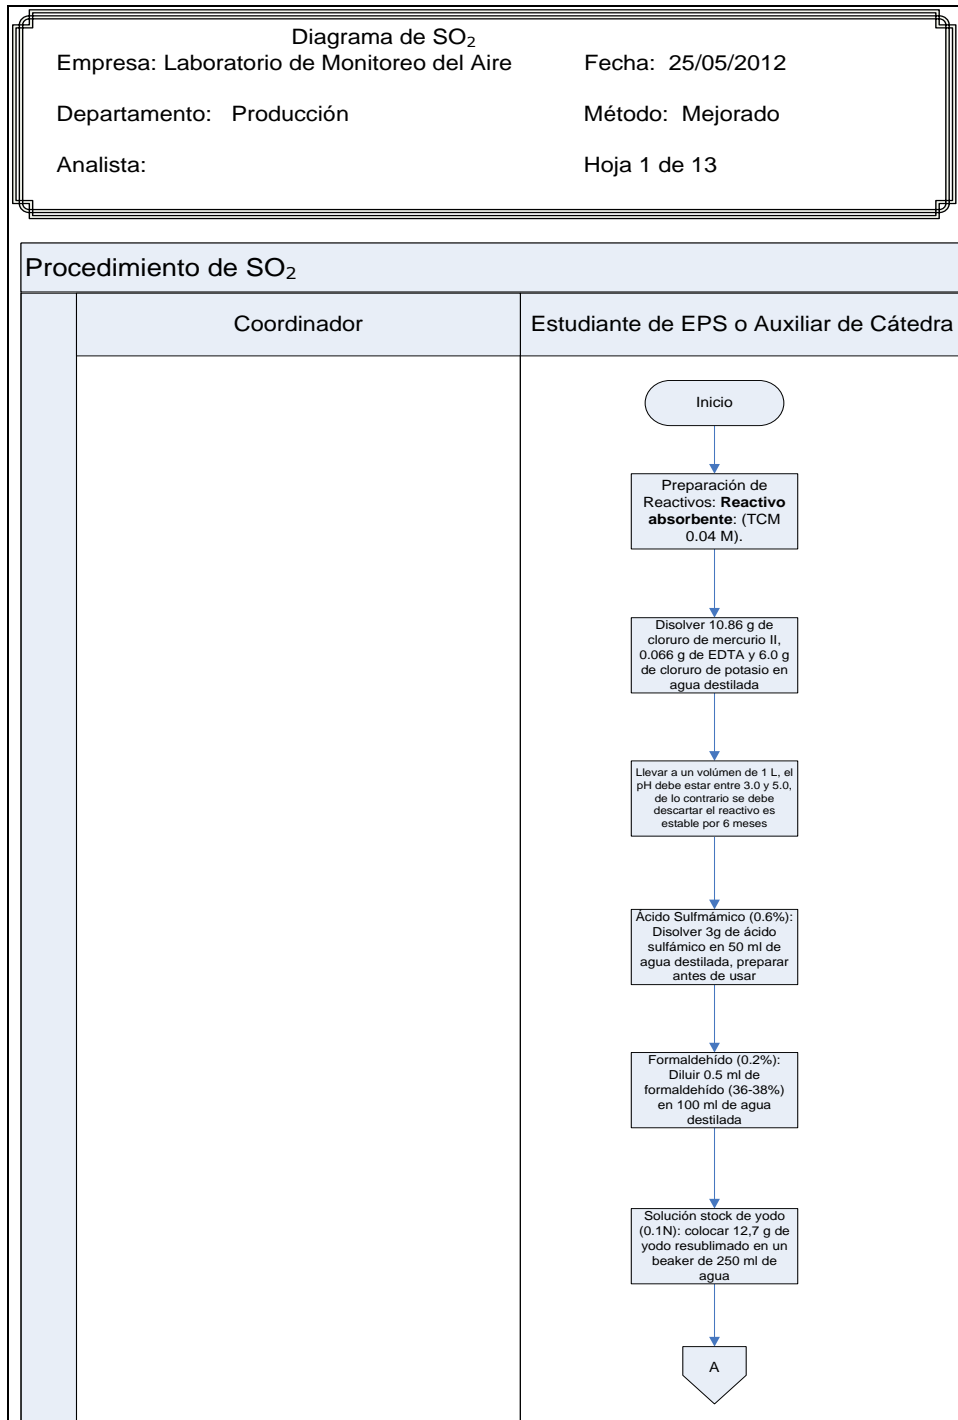 Diagrama de SO₂
Empresa: Laboratorio de Monitoreo del Aire
Fecha: 25/05/2012
Departamento: Producción
Método: Mejorado
Analista:
Hoja 1 de 13
Procedimiento de SO₂
Coordinador
Estudiante de EPS o Auxiliar de Cátedra
Inicio
Preparación de
Reactivos: Reactivo
absorbente: (TCM
0.04 M).
Disolver 10.86 g de
cloruro de mercurio II,
0.066 g de EDTA y 6.0 g
de cloruro de potasio en
agua destilada
Llevar a un volúmen de 1 L, el
pH debe estar entre 3.0 y 5.0,
de lo contrario se debe
descartar el reactivo es
estable por 6 meses
Ácido Sulfmámico (0.6%):
Disolver 3g de ácido
sulfámico en 50 ml de
agua destilada, preparar
antes de usar
Formaldehído (0.2%):
Diluir 0.5 ml de
formaldehído (36-38%)
en 100 ml de agua
destilada
Solución stock de yodo
(0.1N): colocar 12,7 g de
yodo resublimado en un
beaker de 250 ml de
agua
A